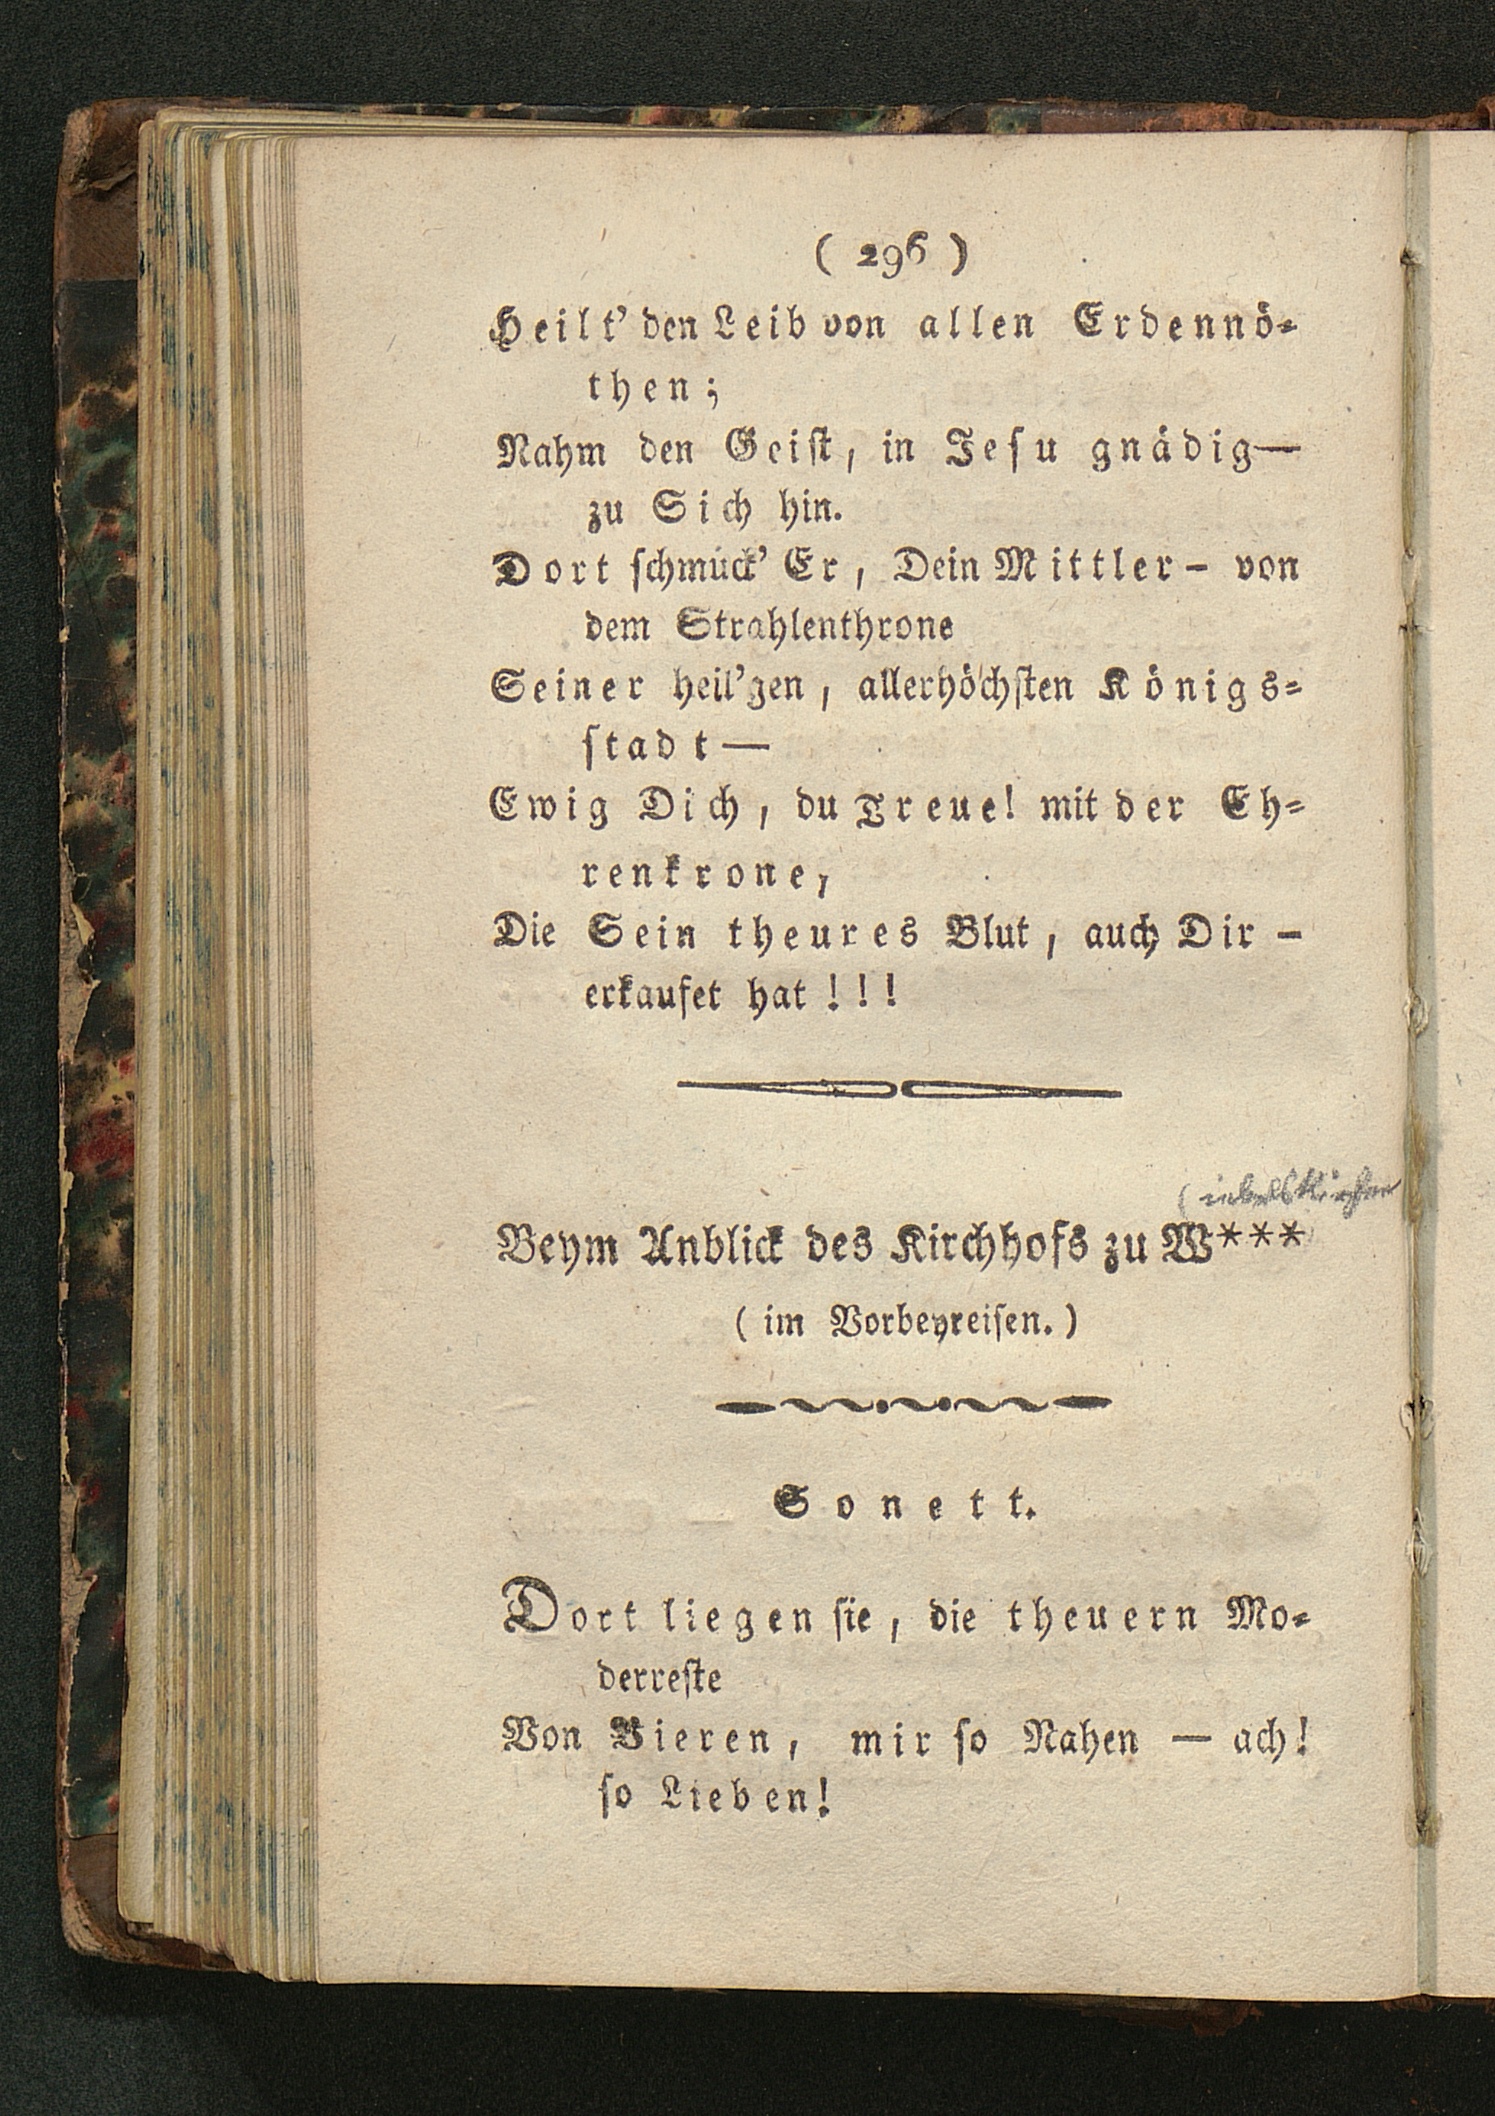 ( 296 )
Heilt' den Leib von allen Erdennö-
then;
Nahm den Geist, in Jesu gnädig—
zu Sich hin.
Dort schmück' Er, Dein Mittler - von
dem Strahlenthrone
Seiner heil'gen, allerhöchsten Königs-
stadt —
Ewig Dich, du Treue! mit der Eh-
renkrone,
Die Sein theures Blut, auch Dir -
erkaufet hat ! ! !
Beym Anblick des Kirchhofs zu W***
( im Vorbeyreisen. )
Sonett.
Dort liegen sie, die theuern Mo-
derreste
Von Vieren, mir so Nahen — ach!
so Lieben!